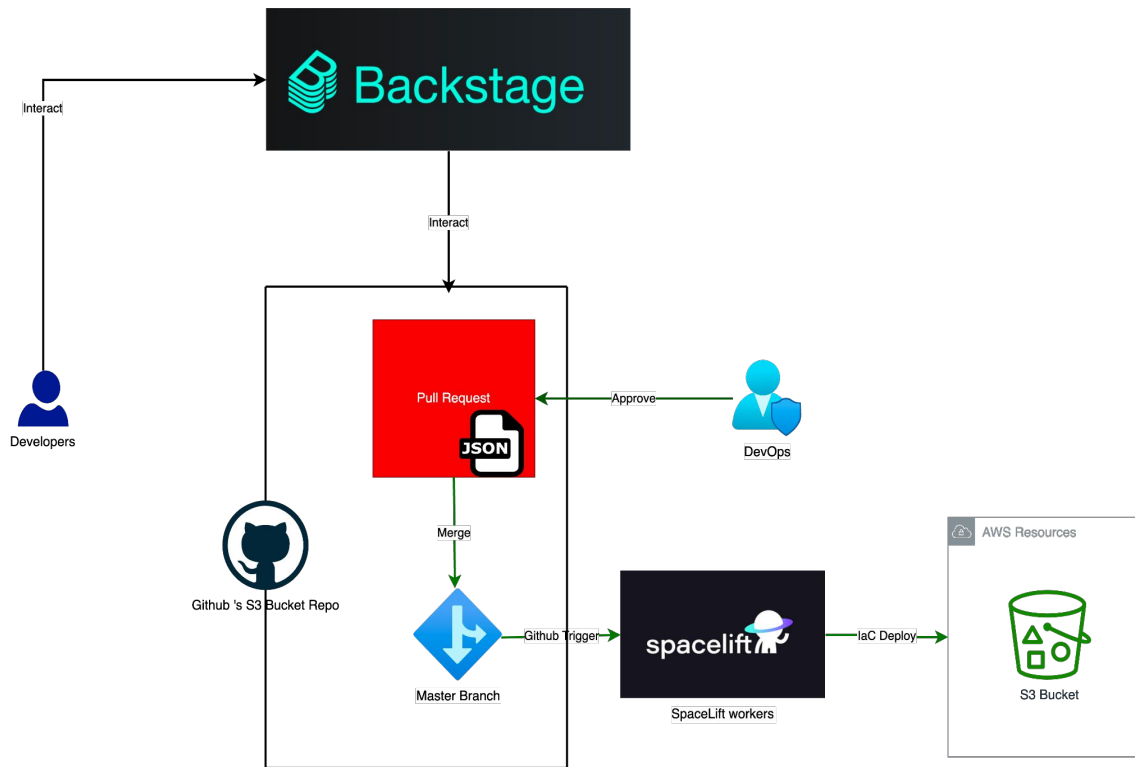 Backstage
Interact
Interact
Pull Request
JSON
Approve
Developers
DevOps
Merge
AWS Resources
Github 's S3 Bucket Repo
spacelift
Github Trigger
IaC Deploy
Master Branch
SpaceLift workers
S3 Bucket